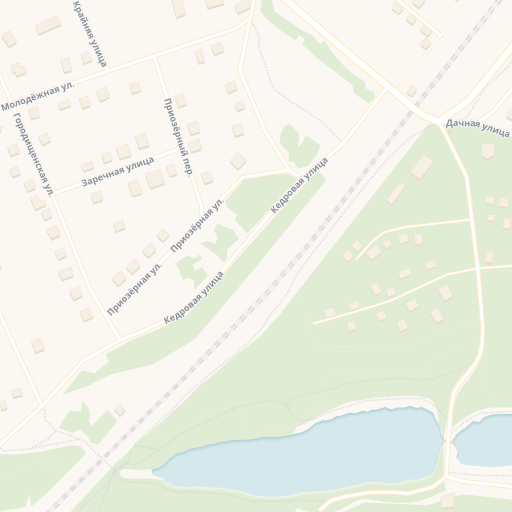 Крайняя улица
Молодёжная ул.
Городищенская ул.
Приозёрный пер.
Дачная улица
Заречная улица
Кедровая улица
Приозёрная ул.
Приозёрная ул.
Кедровая улица